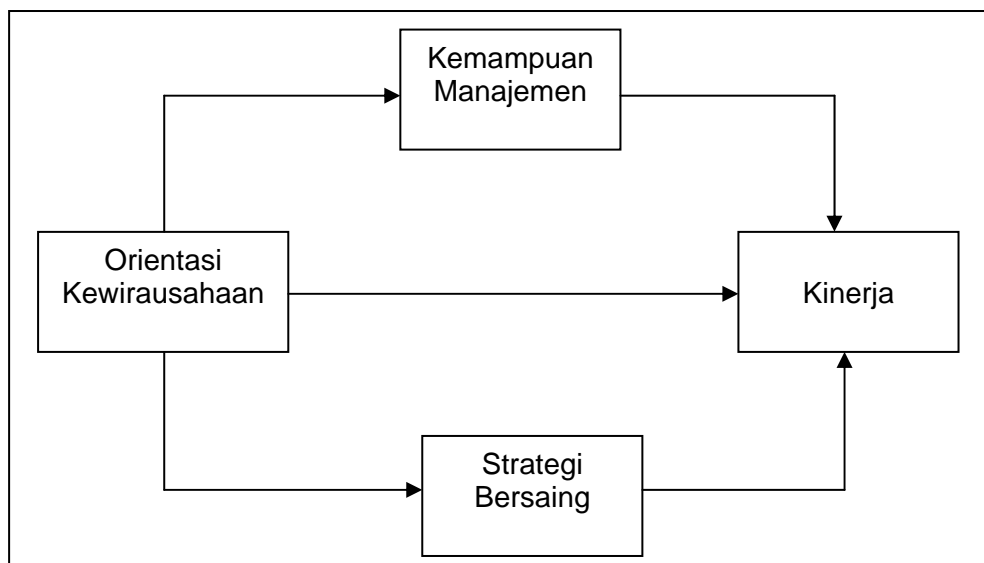 Kemampuan
Manajemen
Orientasi
Kewirausahaan
Kinerja
Strategi
Bersaing